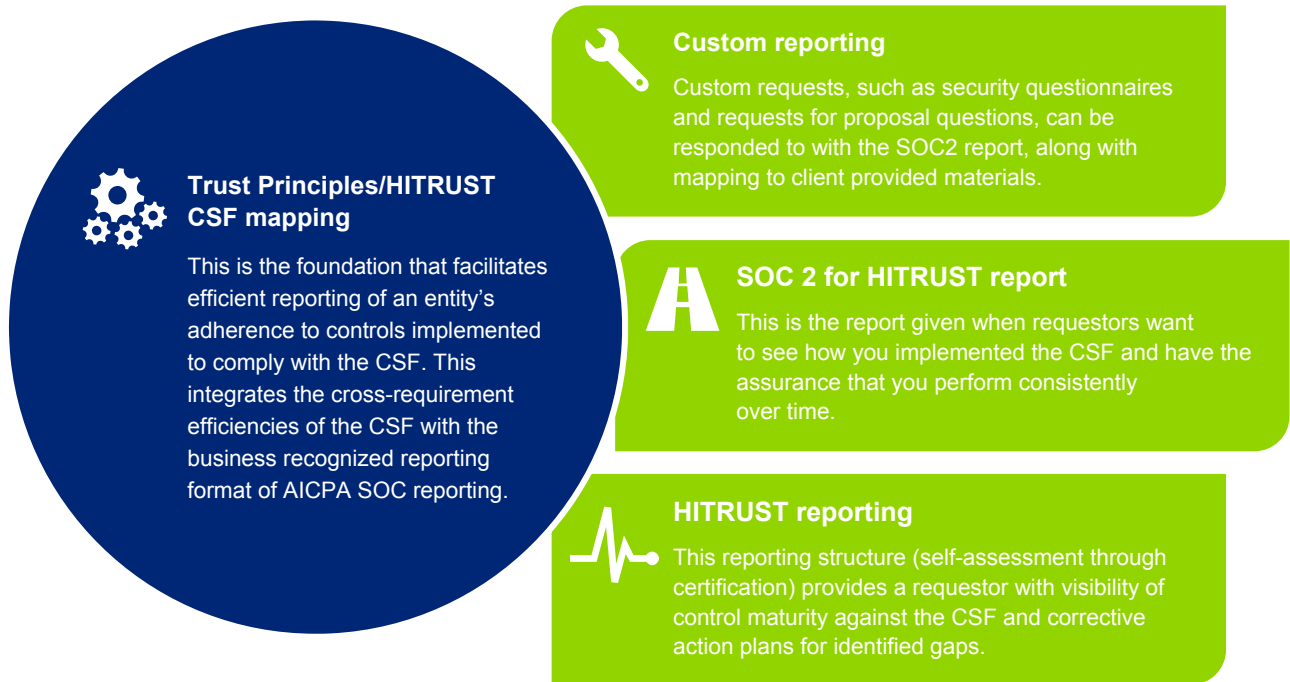 Trust Principles/HITRUST
CSF mapping
This is the foundation that facilitates
efficient reporting of an entity’s
adherence to controls implemented
to comply with the CSF. This
integrates the cross-requirement
efficiencies of the CSF with the
business recognized reporting
format of AICPA SOC reporting.
Custom reporting
Custom requests, such as security questionnaires
and requests for proposal questions, can be
responded to with the SOC2 report, along with
mapping to client provided materials.
SOC 2 for HITRUST report
This is the report given when requestors want
to see how you implemented the CSF and have the
assurance that you perform consistently
over time.
HITRUST reporting
This reporting structure (self-assessment through
certification) provides a requestor with visibility of
control maturity against the CSF and corrective
action plans for identified gaps.